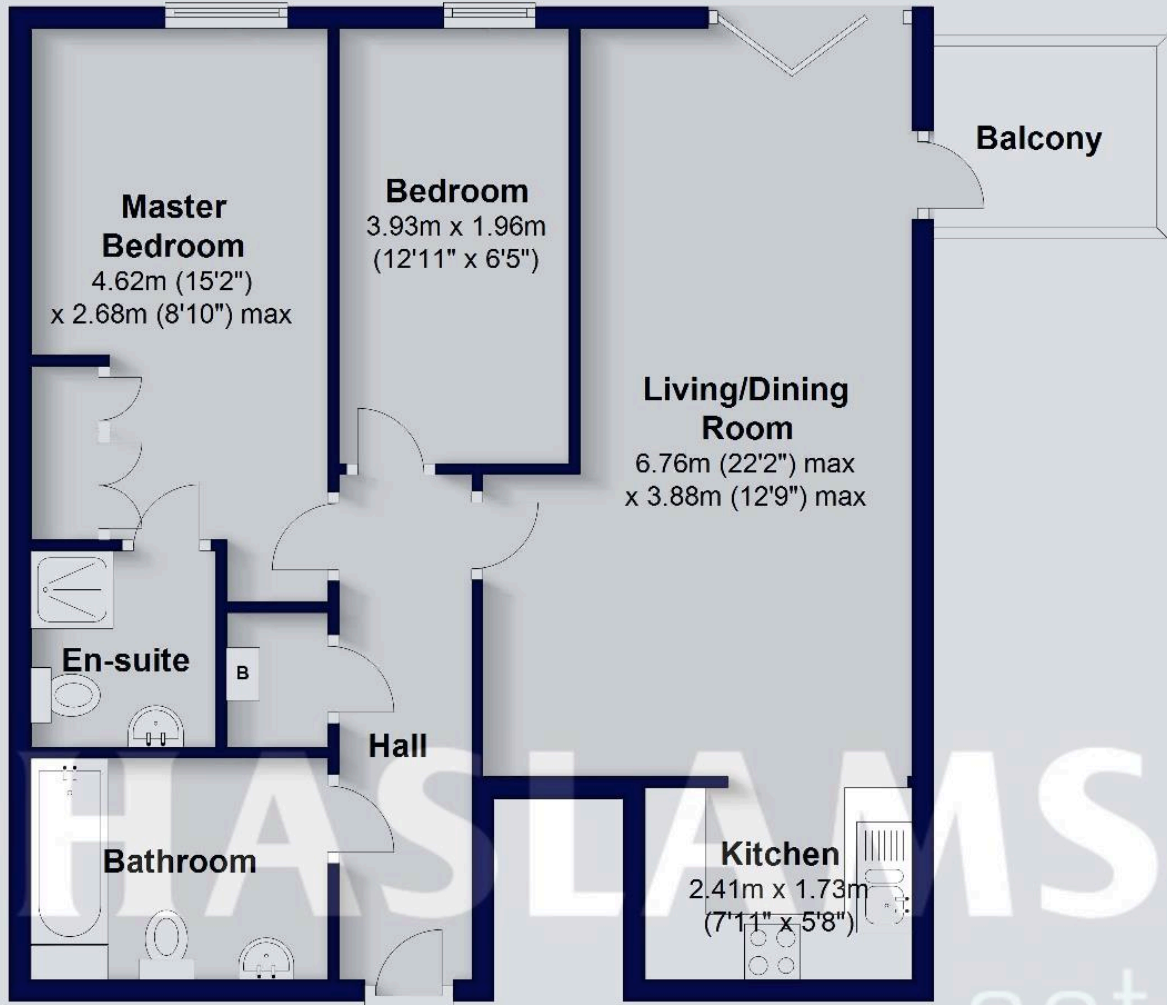 Balcony
Master
Bedroom
4.62m (15'2")
x 2.68m (8'10") max
Bedroom
3.93m x 1.96m
(12'11" x 6'5")
Living/Dining
Room
6.76m (22'2") max
x 3.88m (12'9") max
En-suite
B
Hall
HASLAMS
Bathroom
Kitchen
2.41m x 1.73m
(7'11" x 5'8")